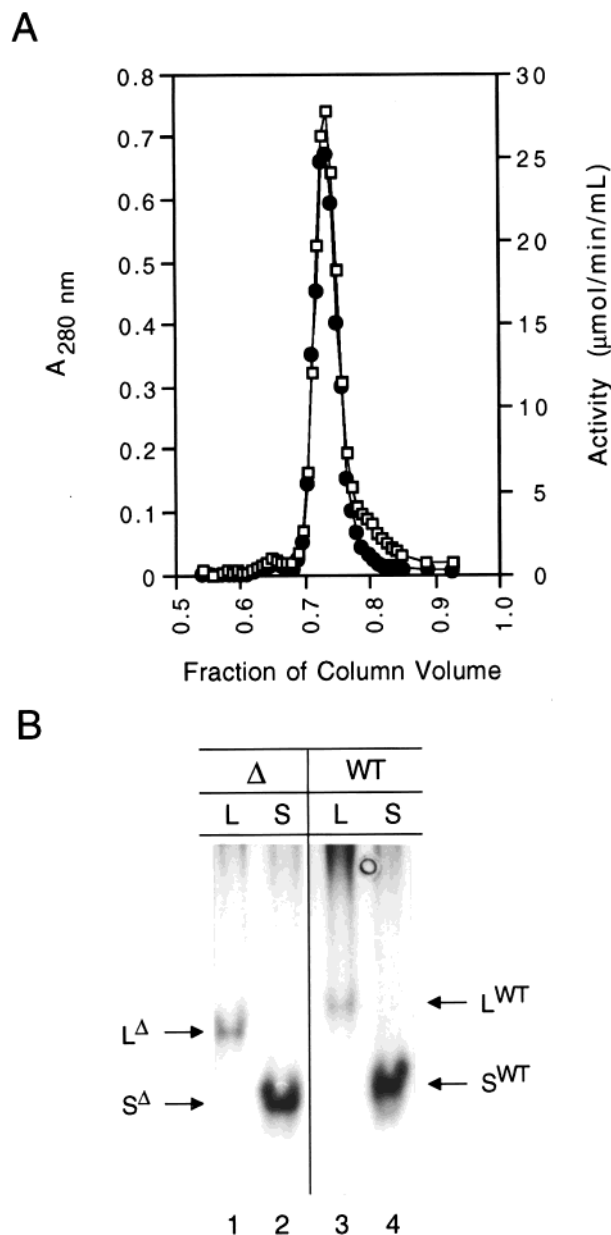 A
0.8
0.7
0.6
0.5
0.4
0.3
0.2
0.1
0
A280 nm
30
25
20
15
10
5
0
Activity (µmol/min/mL)
0.5
0.6
0.7
0.8
0.9
1.0
Fraction of Column Volume
B
Δ WT
L S L S
LΔ
SΔ
LWT
SWT
1 2 3 4